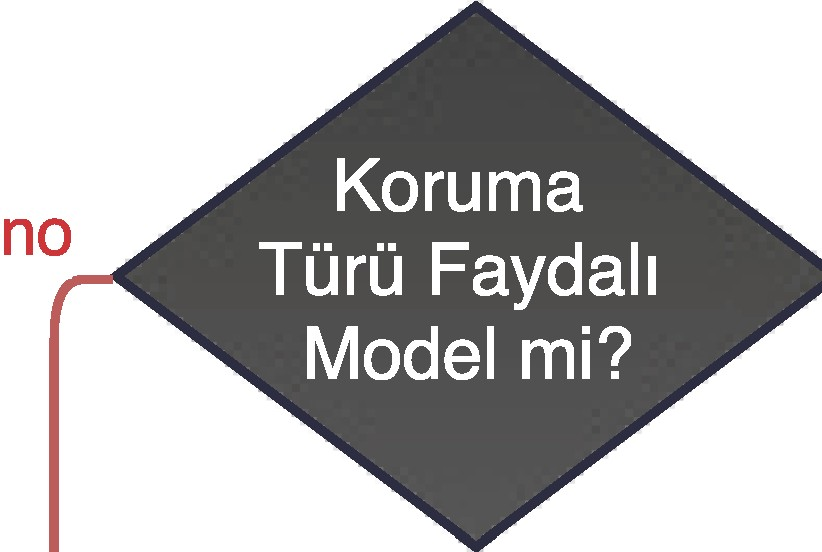 Koruma
no
Türü Faydalı
Model mi?